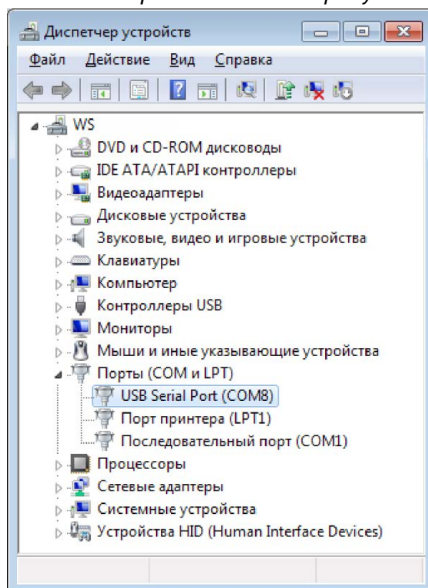 Диспетчер устройств
Файл Действие Вид Справка
WS
DVD и CD-ROM дисководы
IDE ATA/ATAPI контроллеры
Видеоадаптеры
Дисковые устройства
Звуковые, видео и игровые устройства
Клавиатуры
Компьютер
Контроллеры USB
Мониторы
Мыши и иные указывающие устройства
Порты (COM и LPT)
USB Serial Port (COM8)
Порт принтера (LPT1)
Последовательный порт (COM1)
Процессоры
Сетевые адаптеры
Системные устройства
Устройства HID (Human Interface Devices)